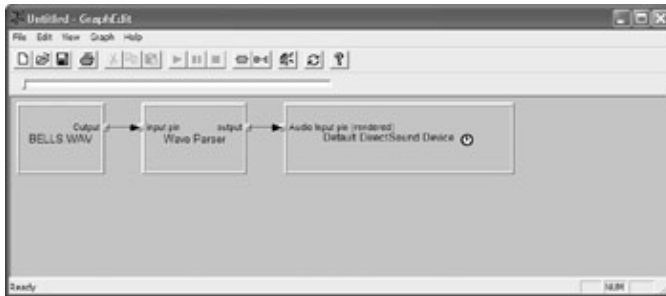 Untitled - GraphEdit
File Edit View Graph Help
Output
BELLS.WAV
Input pin output
Wave Parser
Audio Input pin (rendered)
Default DirectSound Device
Ready
NUM